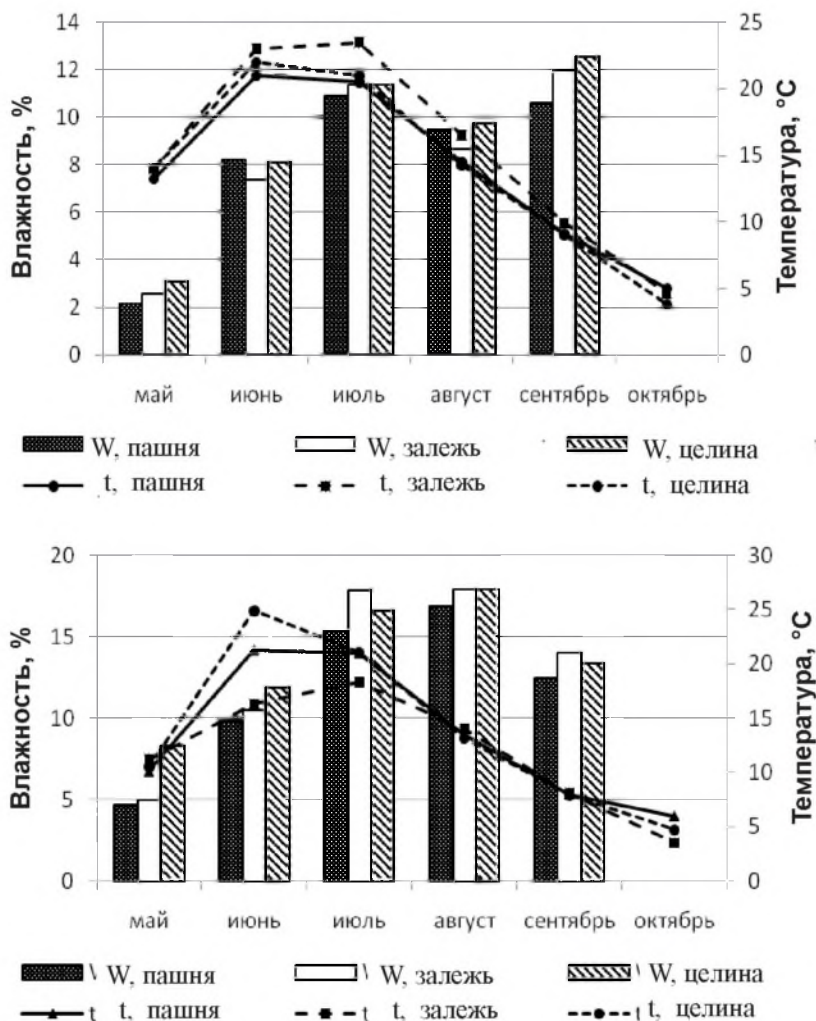 Влажность, %
14
12
10
8
6
4
2
0
25
20
15
10
5
0
Температура, °С
май июнь июль август сентябрь октябрь
W, пашня W, залежь W, целина
t, пашня t, залежь t, целина
Влажность, %
20
15
10
5
0
30
25
20
15
10
5
0
Температура, °С
май июнь июль август сентябрь октябрь
\ W, пашня \ W, залежь \ W, целина
t t, пашня t t, залежь t t, целина